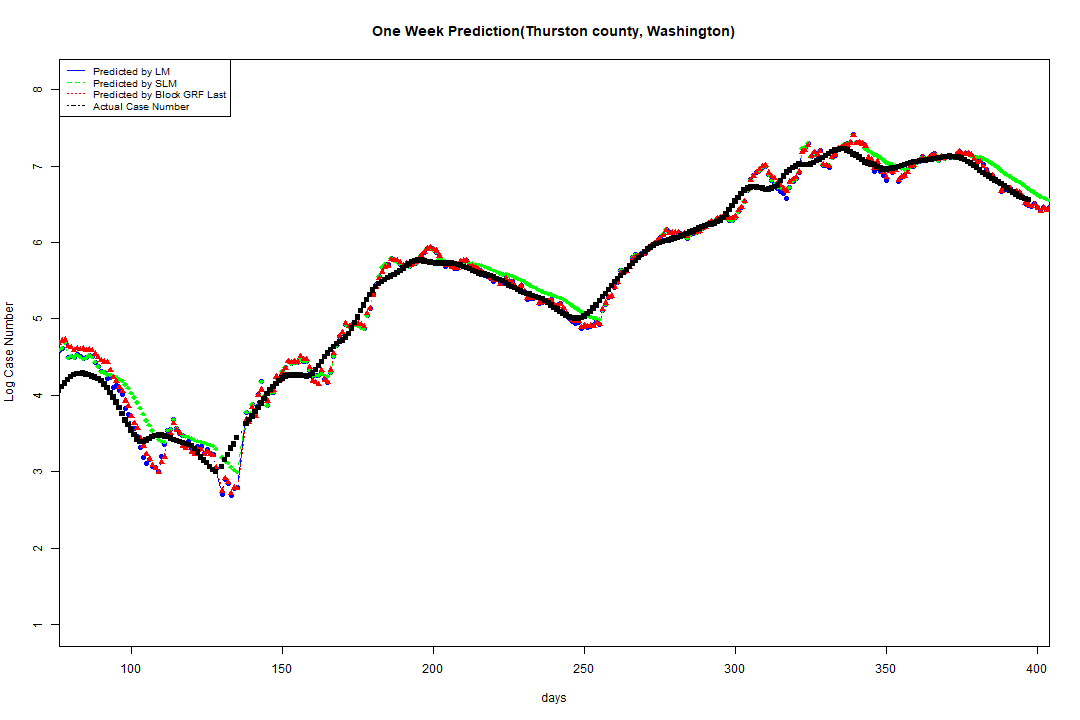 One Week Prediction(Thurston county, Washington)
Predicted by LM
Predicted by SLM
Predicted by Block GRF Last
Actual Case Number
8
7
6
5
4
3
2
1
Log Case Number
100 150 200 250 300 350 400
days